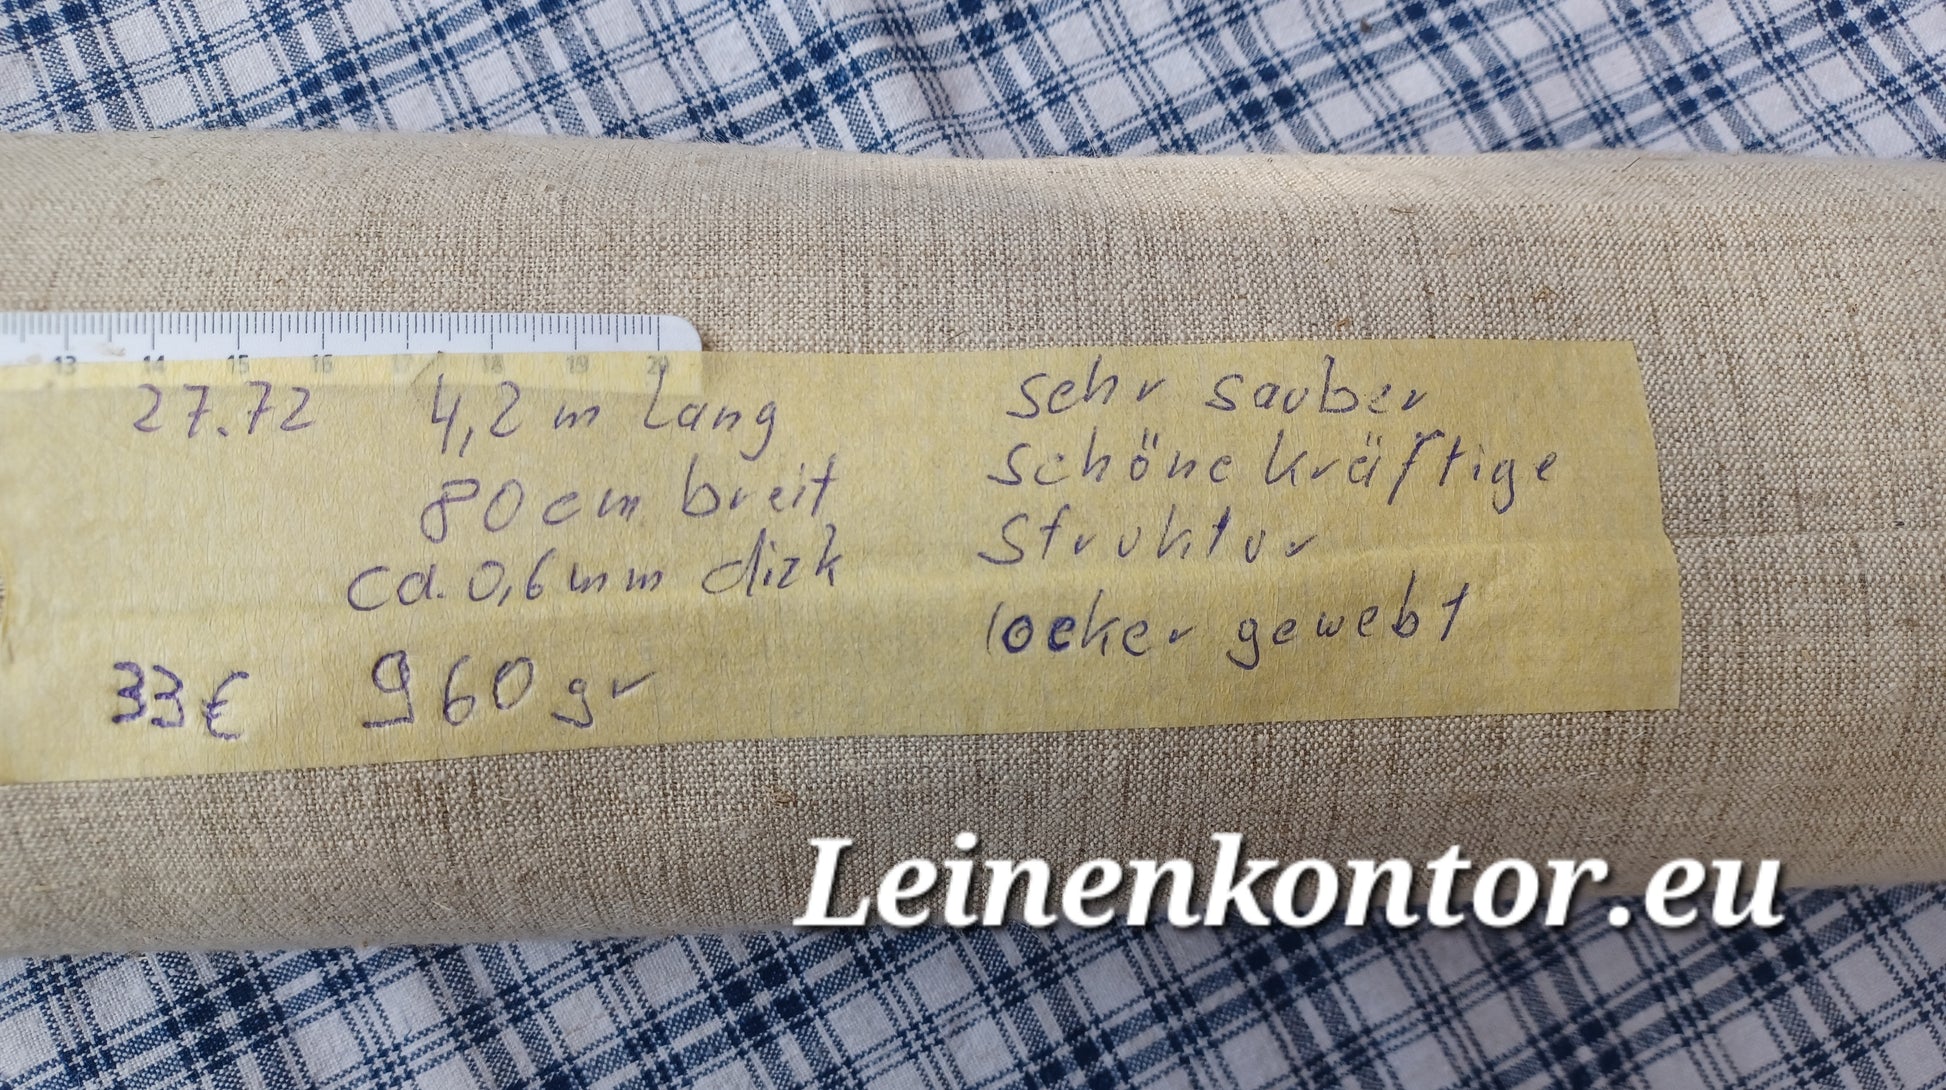 13 14 15 16 17 18 19 20
27.72 4,2 m lang
80 cm breit
ca. 0,6 mm dick
33€ 960 gr
sehr sauber
schöne kräftige
Struktur
locker gewebt
Leinenkontor.eu